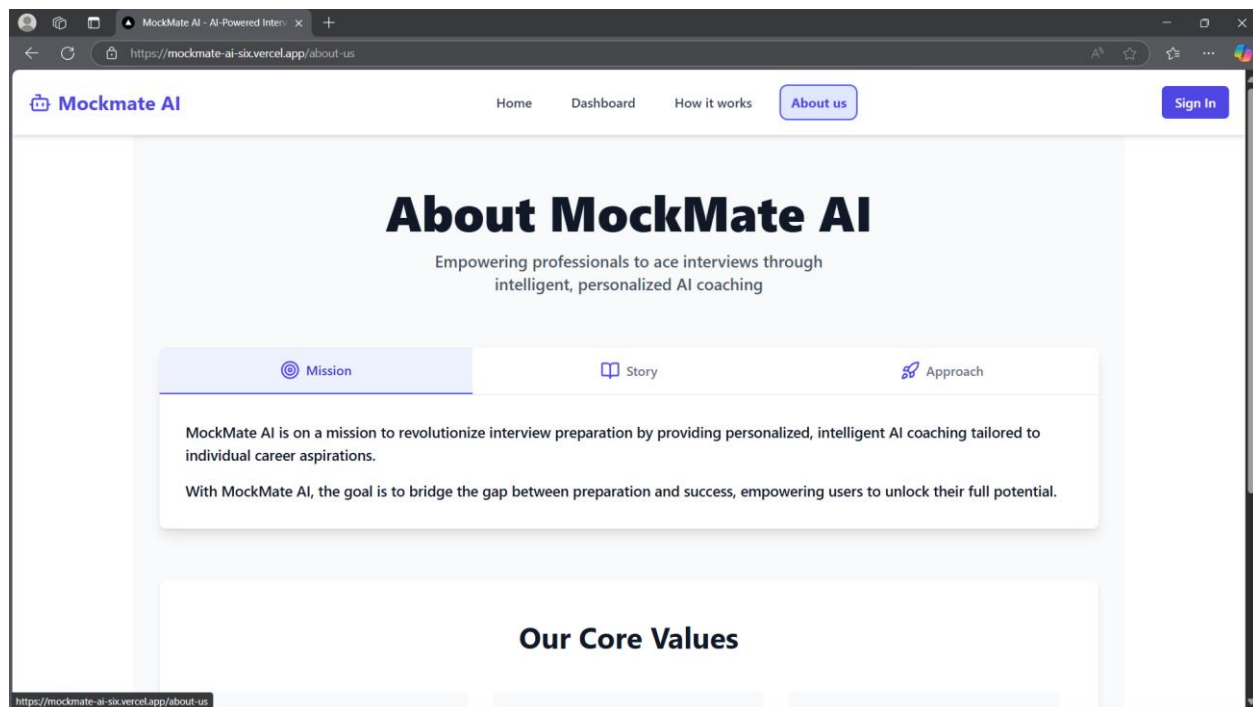 MockMate AI - AI-Powered Interv
https://mockmate-ai-six.vercel.app/about-us
Mockmate AI
Home
Dashboard
How it works
About us
Sign In
About MockMate AI
Empowering professionals to ace interviews through
intelligent, personalized AI coaching
Mission
Story
Approach
MockMate AI is on a mission to revolutionize interview preparation by providing personalized, intelligent AI coaching tailored to
individual career aspirations.
With MockMate AI, the goal is to bridge the gap between preparation and success, empowering users to unlock their full potential.
Our Core Values
https://mockmate-ai-six.vercel.app/about-us